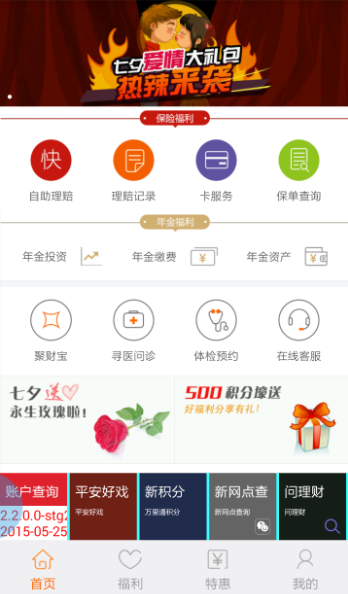 七夕爱情大礼包
热辣来袭
保险福利
快
自助理赔 理赔记录 卡服务 保单查询
年金福利
年金投资 年金缴费 ¥ 年金资产 ¥
聚财宝 寻医问诊 体检预约 在线客服
七夕送
永生玫瑰啦!
500积分臻送
好福利分享有礼!
账户查询 平安好戏 新积分 新网点查 问理财
平安好戏 万里通积分 新网点查询 问理财
2.2.0.0-stg2
2015-05-25
¥
首页 福利 特惠 我的